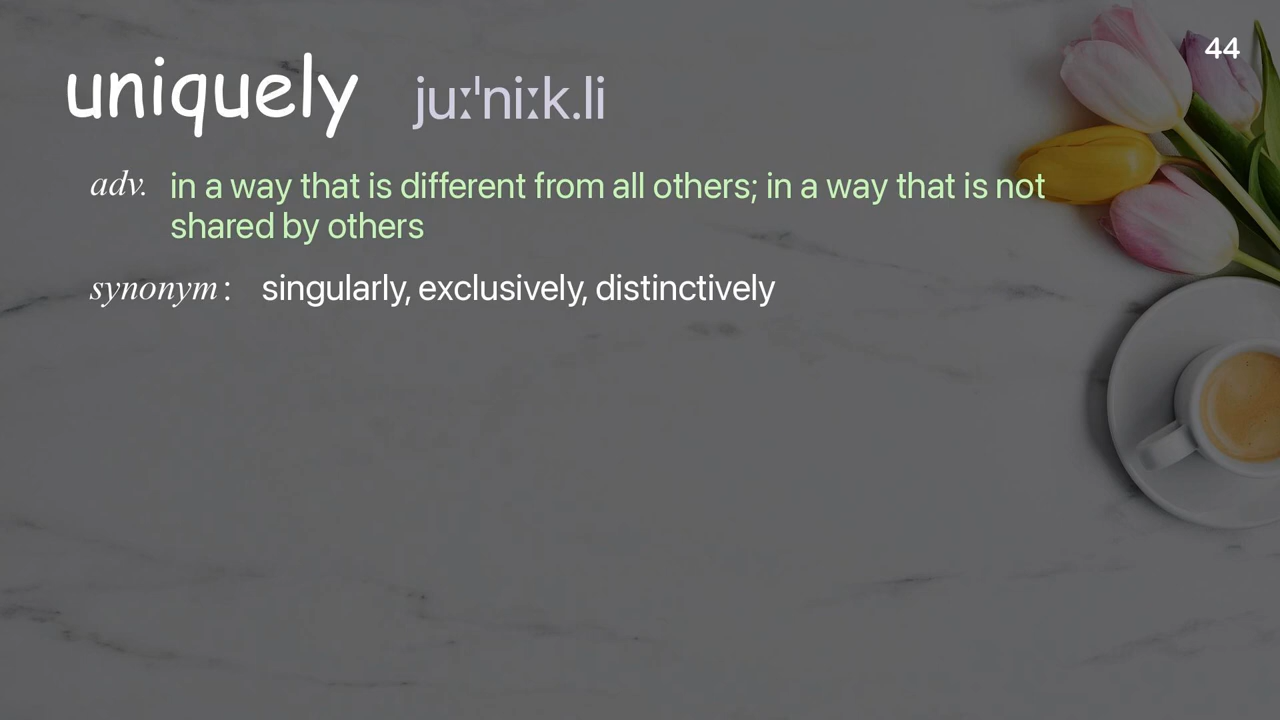 44
uniquely juːˈniːk.li
adv. in a way that is different from all others; in a way that is not
shared by others
synonym : singularly, exclusively, distinctively